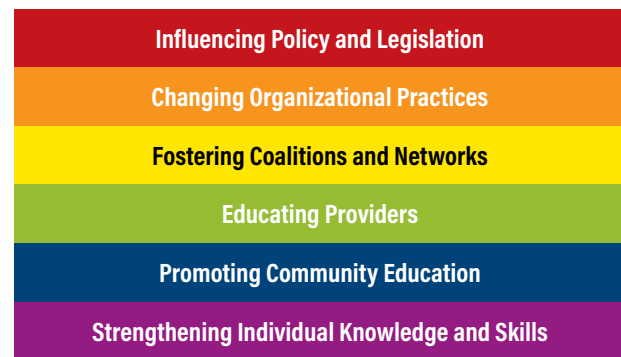 Influencing Policy and Legislation
Changing Organizational Practices
Fostering Coalitions and Networks
Educating Providers
Promoting Community Education
Strengthening Individual Knowledge and Skills